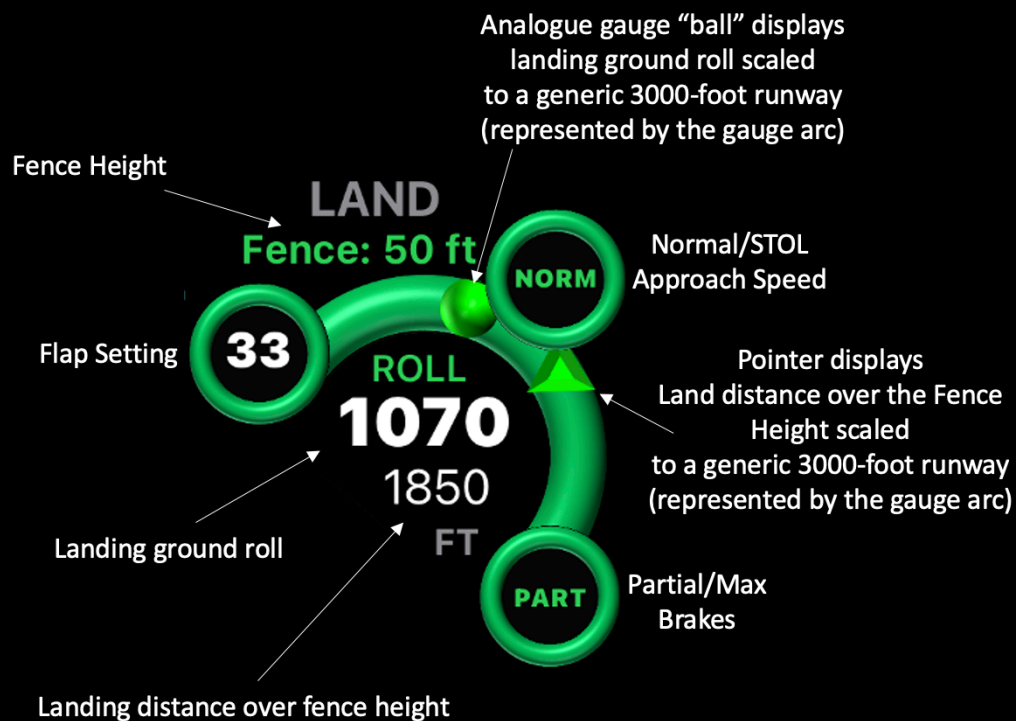 Analogue gauge “ball” displays
landing ground roll scaled
to a generic 3000-foot runway
(represented by the gauge arc)
Fence Height
LAND
Fence: 50 ft
NORM
Normal/STOL
Approach Speed
Flap Setting
33
ROLL
1070
1850
FT
Pointer displays
Land distance over the Fence
Height scaled
to a generic 3000-foot runway
(represented by the gauge arc)
Landing ground roll
PART
Partial/Max
Brakes
Landing distance over fence height